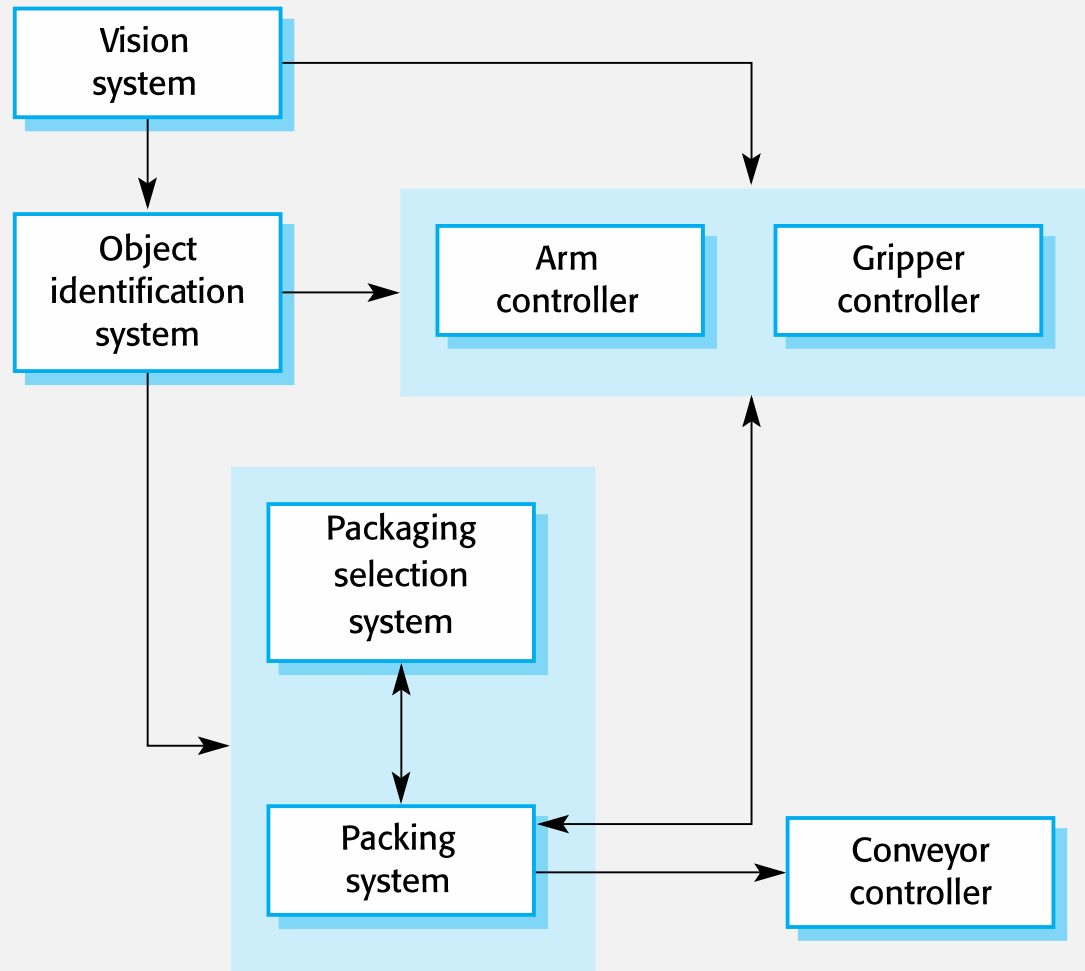 Vision
system
Object
identification
system
Arm
controller
Gripper
controller
Packaging
selection
system
Packing
system
Conveyor
controller